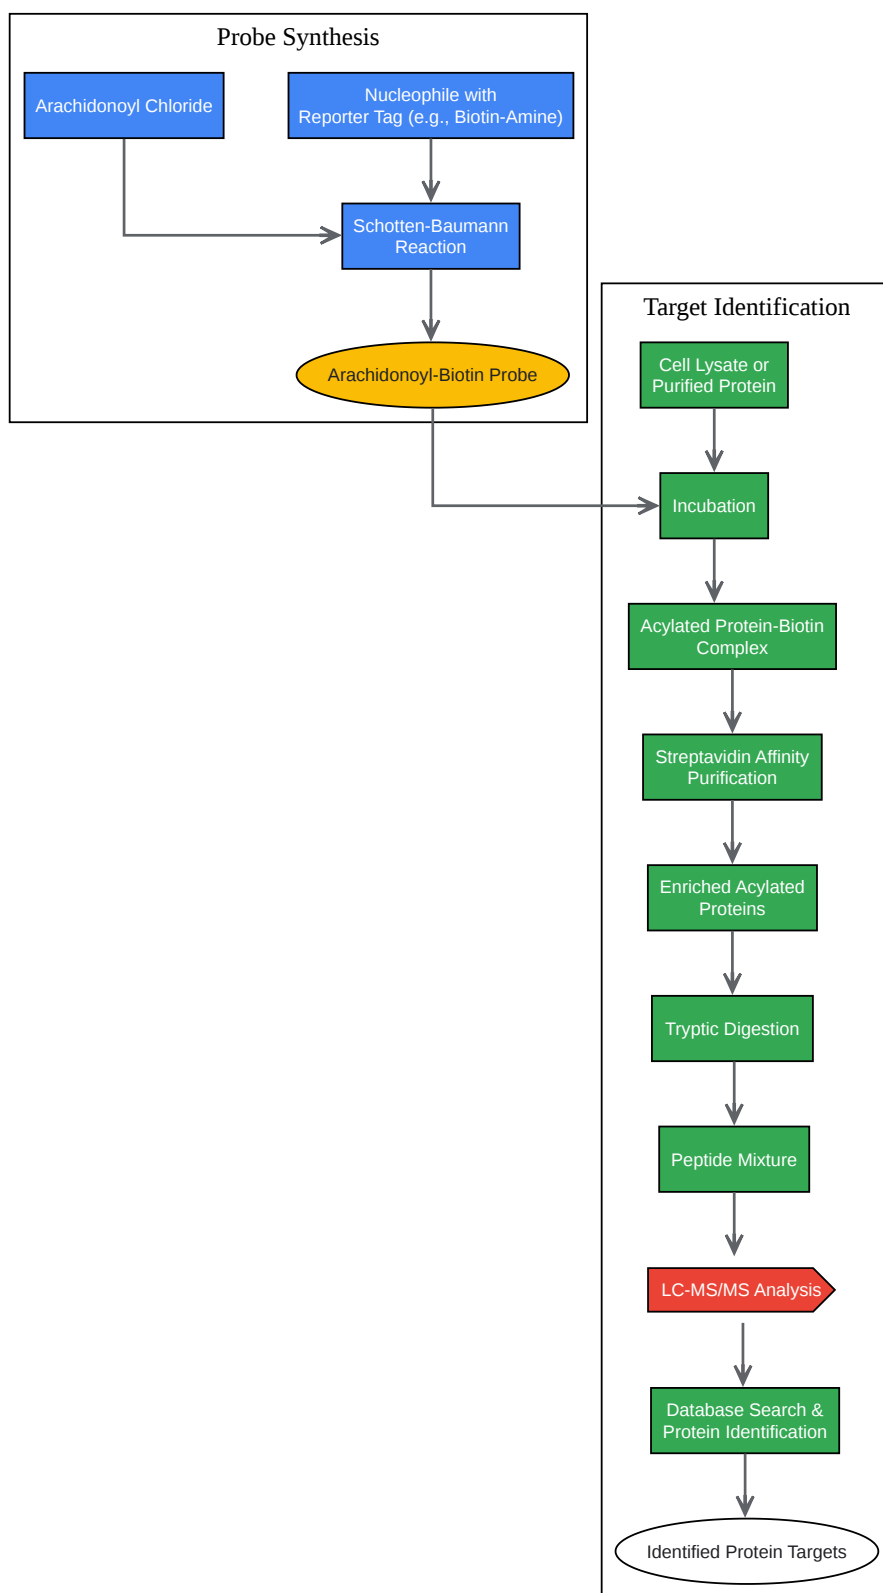 Probe Synthesis
Arachidonoyl Chloride
Nucleophile with
Reporter Tag (e.g., Biotin-Amine)
Schotten-Baumann
Reaction
Arachidonoyl-Biotin Probe
Target Identification
Cell Lysate or
Purified Protein
Incubation
Acylated Protein-Biotin
Complex
Streptavidin Affinity
Purification
Enriched Acylated
Proteins
Tryptic Digestion
Peptide Mixture
LC-MS/MS Analysis
Database Search &
Protein Identification
Identified Protein Targets